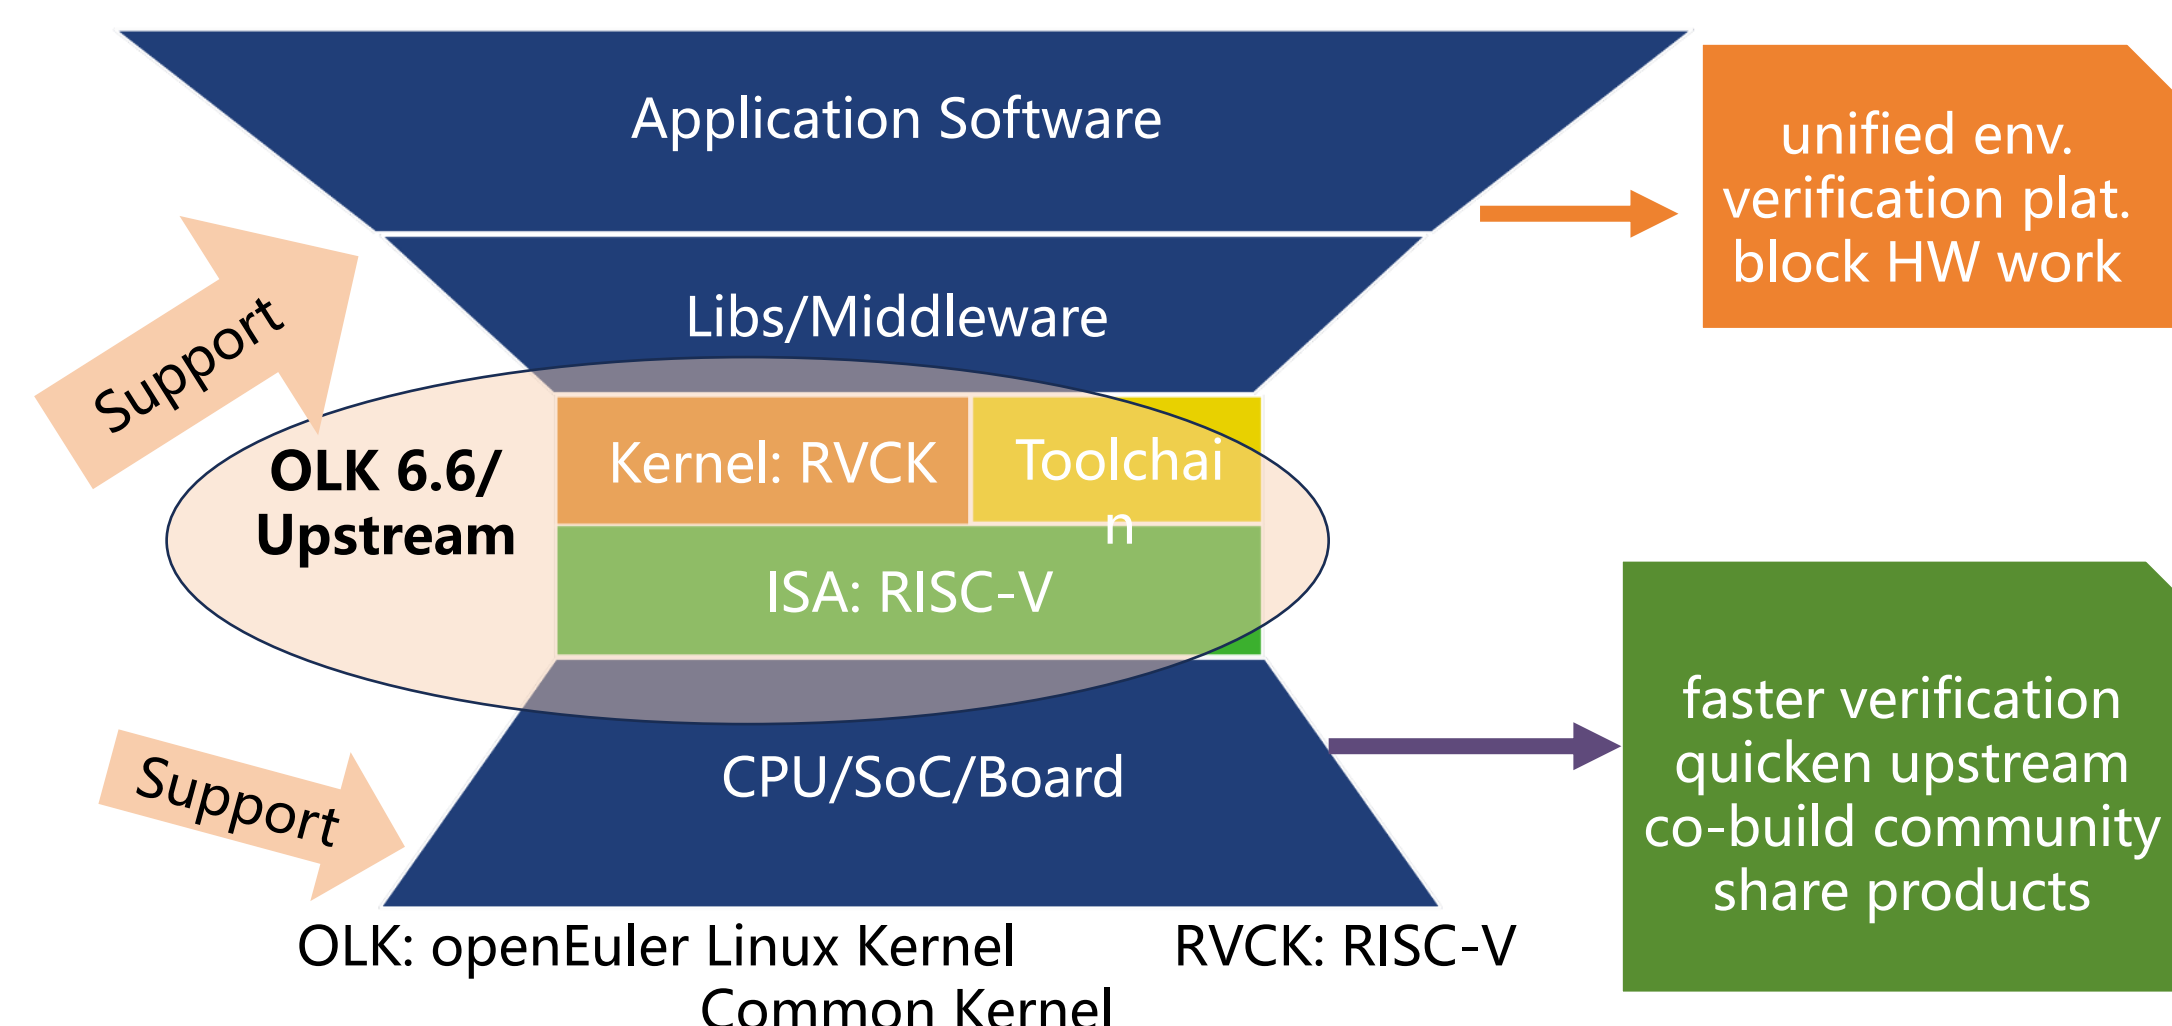 Application Software
unified env.
verification plat.
block HW work
Libs/Middleware
Support
OLK 6.6/
Upstream
Kernel: RVCK
Toolchai
n
ISA: RISC-V
Support
CPU/SoC/Board
faster verification
quicken upstream
co-build community
share products
OLK: openEuler Linux Kernel RVCK: RISC-V
Common Kernel